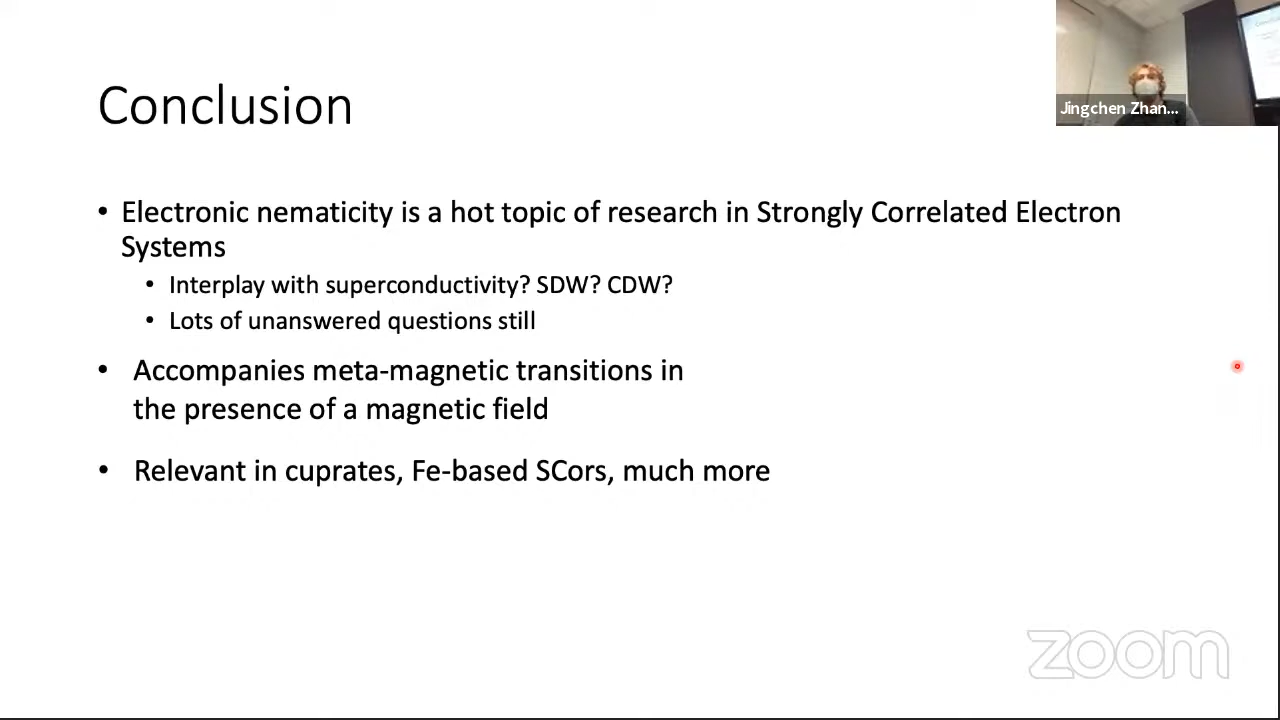 Conclusion
Jingchen Zhan...
• Electronic nematicity is a hot topic of research in Strongly Correlated Electron
Systems
• Interplay with superconductivity? SDW? CDW?
• Lots of unanswered questions still
• Accompanies meta-magnetic transitions in
the presence of a magnetic field
• Relevant in cuprates, Fe-based SCors, much more
zoom